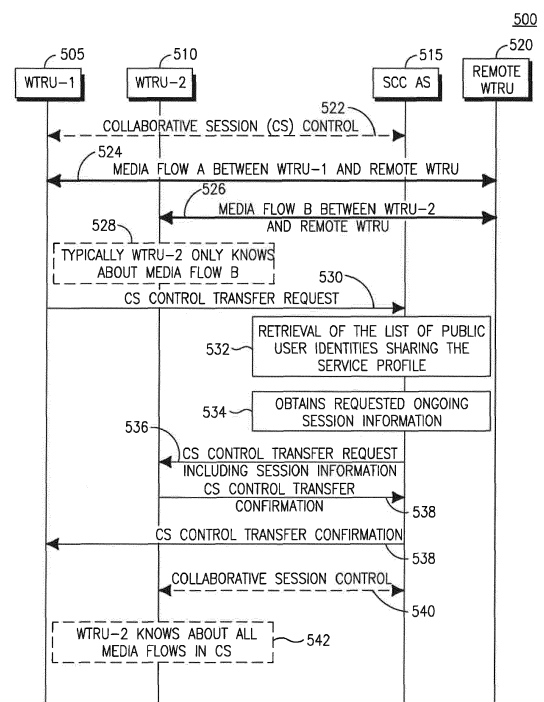 500
505
510
515
520
WTRU-1
WTRU-2
SCC AS
REMOTE
WTRU
522
COLLABORATIVE SESSION (CS) CONTROL
524
MEDIA FLOW A BETWEEN WTRU-1 AND REMOTE WTRU
526
MEDIA FLOW B BETWEEN WTRU-2
AND REMOTE WTRU
528
TYPICALLY WTRU-2 ONLY KNOWS
ABOUT MEDIA FLOW B
530
CS CONTROL TRANSFER REQUEST
532
RETRIEVAL OF THE LIST OF PUBLIC
USER IDENTITIES SHARING THE
SERVICE PROFILE
534
OBTAINS REQUESTED ONGOING
SESSION INFORMATION
536
CS CONTROL TRANSFER REQUEST
INCLUDING SESSION INFORMATION
CS CONTROL TRANSFER
CONFIRMATION
538
CS CONTROL TRANSFER CONFIRMATION
538
COLLABORATIVE SESSION CONTROL
540
WTRU-2 KNOWS ABOUT ALL
MEDIA FLOWS IN CS
542